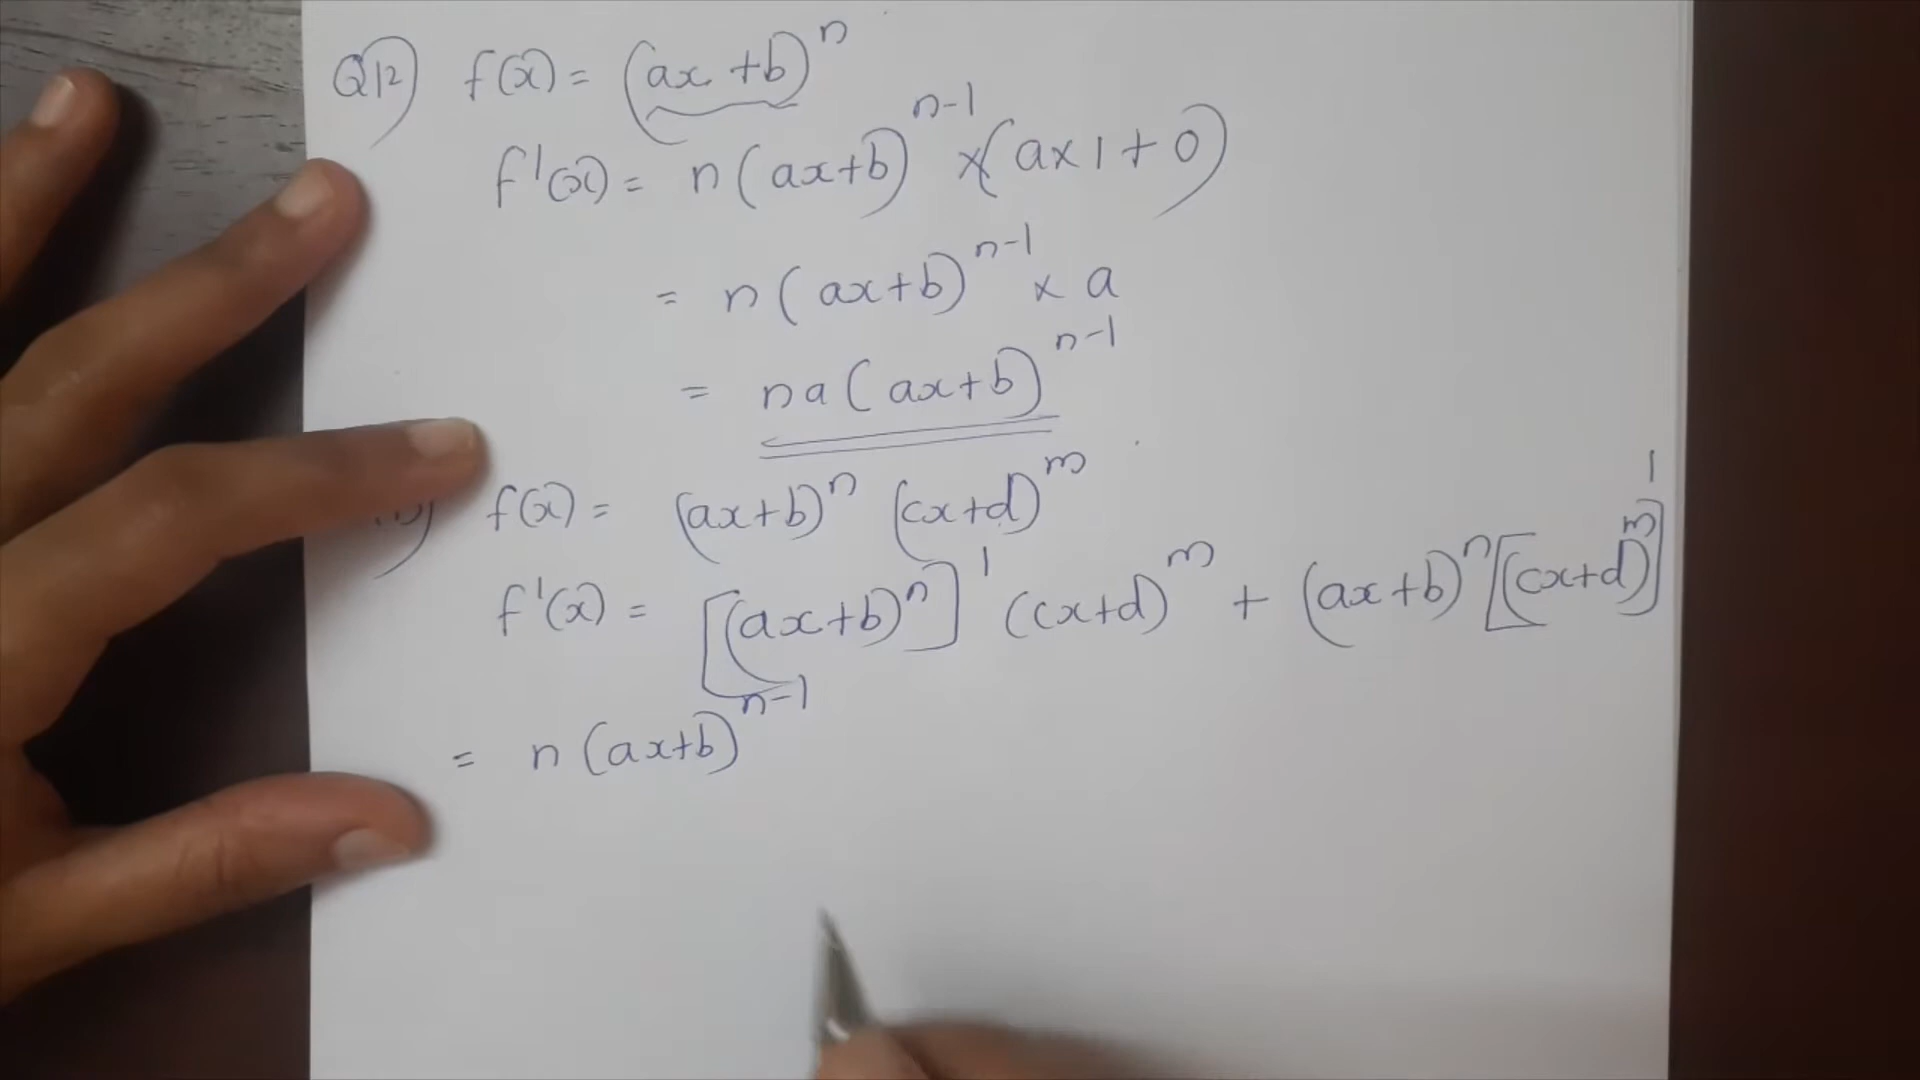 Q12) f(x) = (ax+b)^n
f'(x) = n(ax+b)^{n-1} ×(a×1+0)
= n(ax+b)^{n-1} × a
= na(ax+b)^{n-1}
f(x) = (ax+b)^n (cx+d)^m
f'(x) = [(ax+b)^n]' (cx+d)^m + (ax+b)^n [(cx+d)^m]'
= n(ax+b)^{n-1}